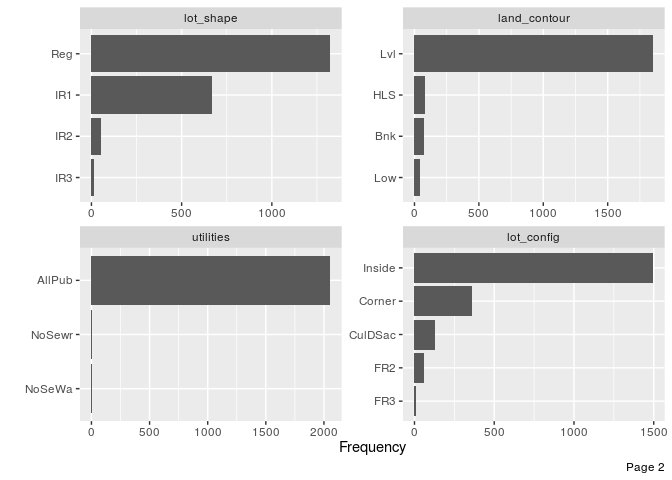 lot_shape
Reg
IR1
IR2
IR3
0 500 1000
land_contour
Lvl
HLS
Bnk
Low
0 500 1000 1500
utilities
AllPub
NoSewr
NoSeWa
0 500 1000 1500 2000
lot_config
Inside
Corner
CulDSac
FR2
FR3
0 500 1000 1500
Frequency
Page 2